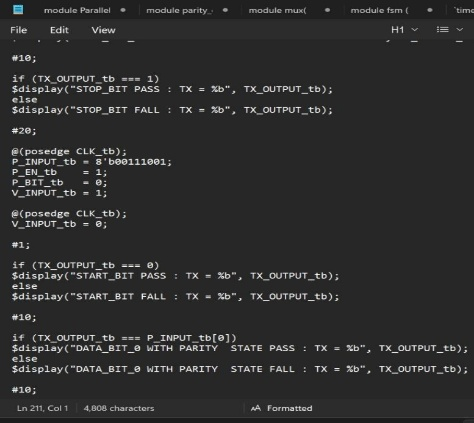 module Parallel
module parity_
module mux(
module fsm (
`time
File Edit View H1
#10;
if (TX_OUTPUT_tb === 1)
$display("STOP_BIT PASS : TX = %b", TX_OUTPUT_tb);
else
$display("STOP_BIT FALL : TX = %b", TX_OUTPUT_tb);
#20;
@(posedge CLK_tb);
P_INPUT_tb = 8'b00111001;
P_EN_tb    = 1;
P_BIT_tb   = 0;
V_INPUT_tb = 1;
@(posedge CLK_tb);
V_INPUT_tb = 0;
#1;
if (TX_OUTPUT_tb === 0)
$display("START_BIT PASS : TX = %b", TX_OUTPUT_tb);
else
$display("START_BIT FALL : TX = %b", TX_OUTPUT_tb);
#10;
if (TX_OUTPUT_tb === P_INPUT_tb[0])
$display("DATA_BIT_0 WITH PARITY  STATE PASS : TX = %b", TX_OUTPUT_tb);
else
$display("DATA_BIT_0 WITH PARITY  STATE FALL : TX = %b", TX_OUTPUT_tb);
#10;
Ln 211, Col 1 4,808 characters Formatted